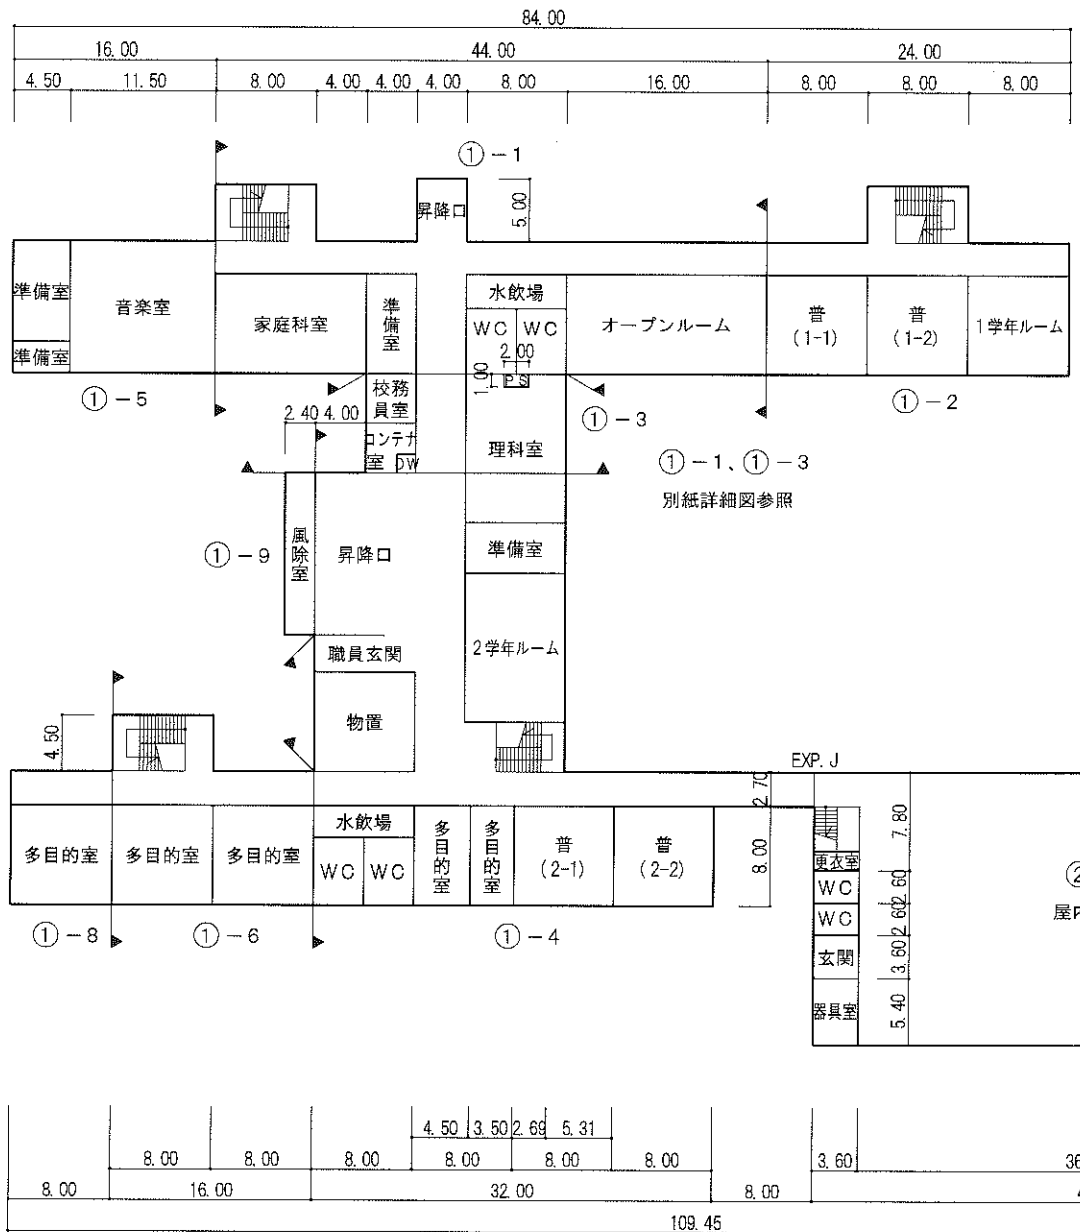 84.00
16.00 44.00 24.00
4.50 11.50 8.00 4.00 4.00 4.00 8.00 16.00 8.00 8.00 8.00
①-1
昇降口
5.00
準備室
音楽室
家庭科室
準備室
水飲場
WC WC
オープンルーム
普
(1-1)
普
(1-2)
1学年ルーム
準備室
2.00
1.00
PS
①-5
校務
員室
①-3
①-2
2.40 4.00
コンテナ
室 DW
理科室
①-1、①-3
別紙詳細図参照
①-9
風除室
昇降口
準備室
職員玄関
2学年ルーム
物置
4.50
EXP.J
2.70
7.80
多目的室 多目的室 多目的室
水飲場
WC WC
多目的室
多目的室
普
(2-1)
普
(2-2)
8.00
更衣室
WC
2.60
WC
2.60
玄関
3.60
器具室
5.40
②
屋内
①-8 ①-6 ①-4
4.50 3.50 2.69 5.31
8.00 8.00 8.00 8.00 8.00 8.00 3.60 36
8.00 16.00 32.00 8.00 4
109.45